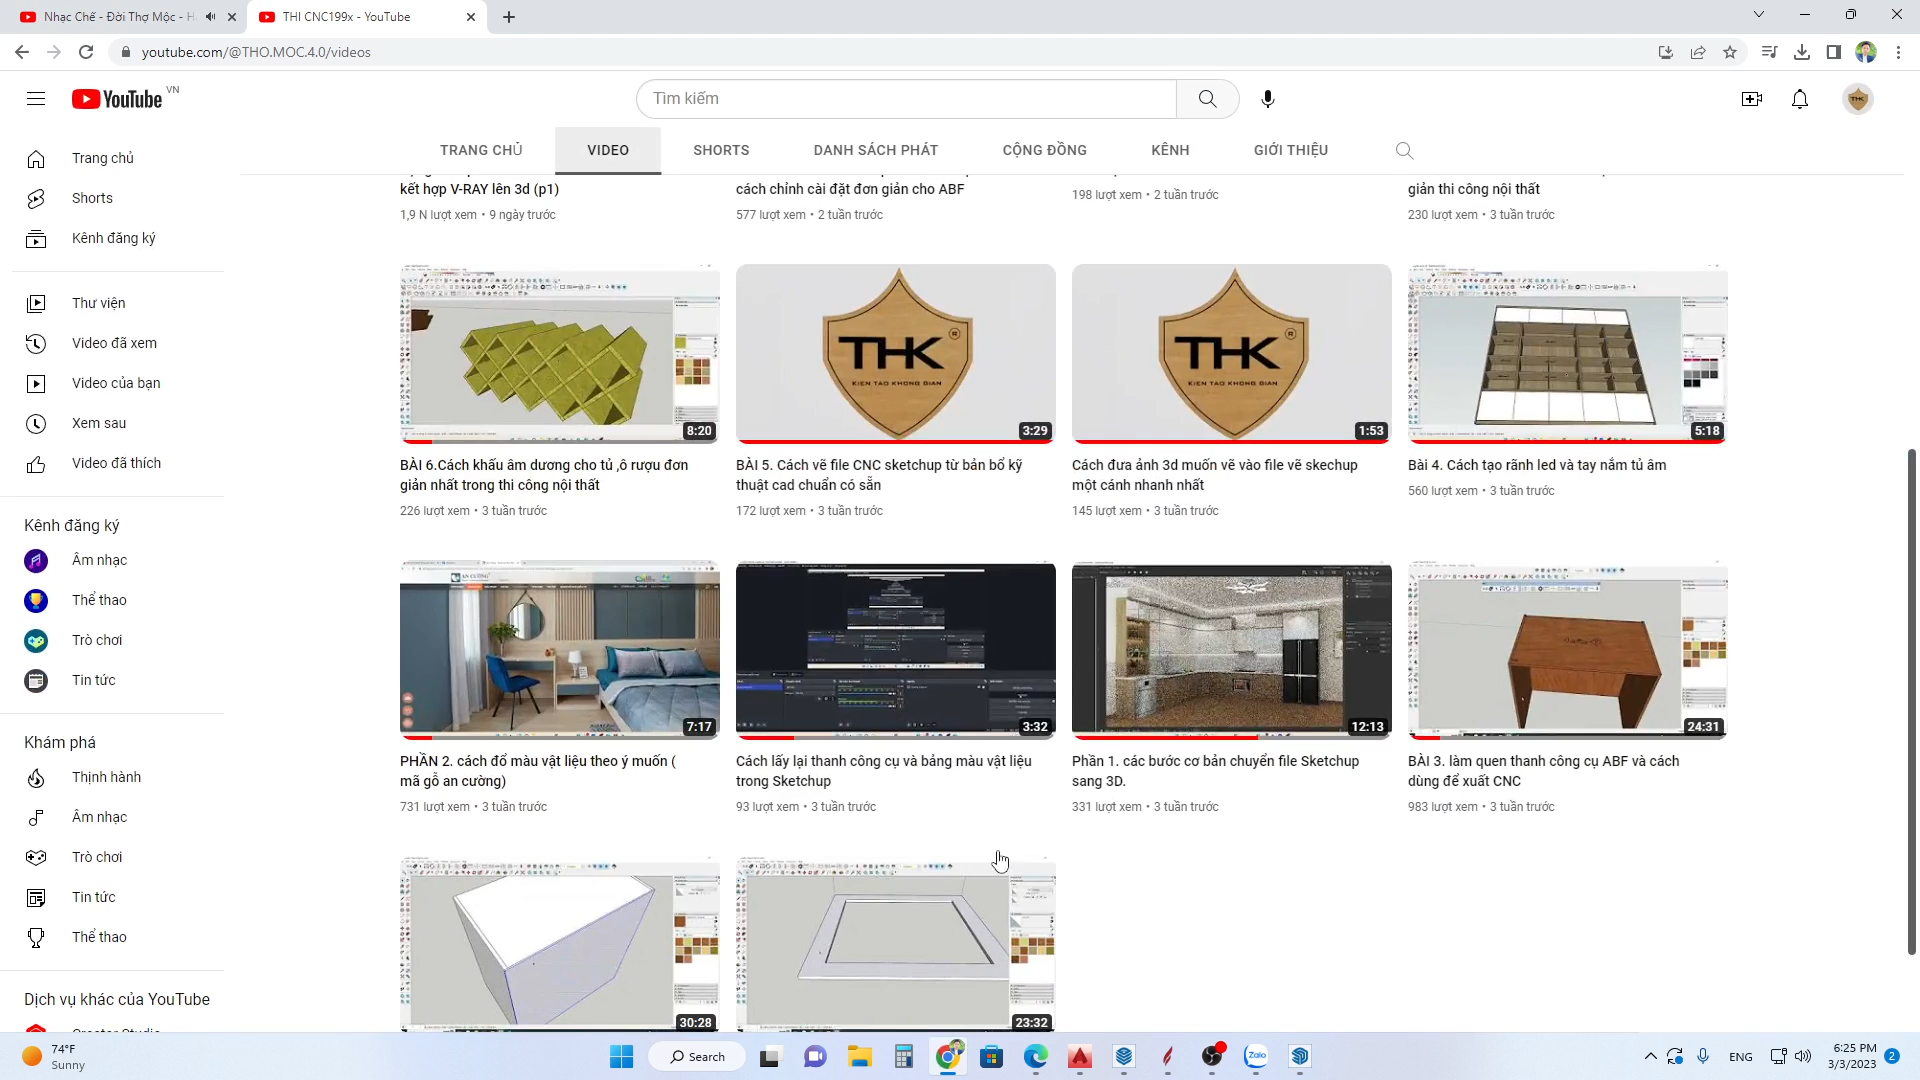 Nhạc Chế - Đời Thợ Mộc - H
THI CNC199x - YouTube
youtube.com/@THO.MOC.4.0/videos
YouTube VN
Tìm kiếm
TRANG CHỦ
VIDEO
SHORTS
DANH SÁCH PHÁT
CỘNG ĐỒNG
KÊNH
GIỚI THIỆU
Trang chủ
Shorts
Kênh đăng ký
Thư viện
Video đã xem
Video của bạn
Xem sau
Video đã thích
Kênh đăng ký
Âm nhạc
Thể thao
Trò chơi
Tin tức
Khám phá
Thịnh hành
Âm nhạc
Trò chơi
Tin tức
Thể thao
Dịch vụ khác của YouTube
Creator Studio
kết hợp V-RAY lên 3d (p1)
1,9 N lượt xem • 9 ngày trước
cách chỉnh cài đặt đơn giản cho ABF
577 lượt xem • 2 tuần trước
198 lượt xem • 2 tuần trước
giản thi công nội thất
230 lượt xem • 3 tuần trước
8:20
THK ®
KIEN TAO KHONG GIAN
3:29
THK ®
KIEN TAO KHONG GIAN
1:53
5:18
BÀI 6.Cách khấu âm dương cho tủ ,ô rượu đơn
giản nhất trong thi công nội thất
226 lượt xem • 3 tuần trước
BÀI 5. Cách vẽ file CNC sketchup từ bản bổ kỹ
thuật cad chuẩn có sẵn
172 lượt xem • 3 tuần trước
Cách đưa ảnh 3d muốn vẽ vào file vẽ skechup
một cánh nhanh nhất
145 lượt xem • 3 tuần trước
Bài 4. Cách tạo rãnh led và tay nắm tủ âm
560 lượt xem • 3 tuần trước
AN CƯỜNG
7:17
3:32
12:13
24:31
PHẦN 2. cách đổ màu vật liệu theo ý muốn (
mã gỗ an cường)
731 lượt xem • 3 tuần trước
Cách lấy lại thanh công cụ và bảng màu vật liệu
trong Sketchup
93 lượt xem • 3 tuần trước
Phần 1. các bước cơ bản chuyển file Sketchup
sang 3D.
331 lượt xem • 3 tuần trước
BÀI 3. làm quen thanh công cụ ABF và cách
dùng để xuất CNC
983 lượt xem • 3 tuần trước
30:28
23:32
74°F
Sunny
Search
Zalo
ENG
6:25 PM
3/3/2023
2